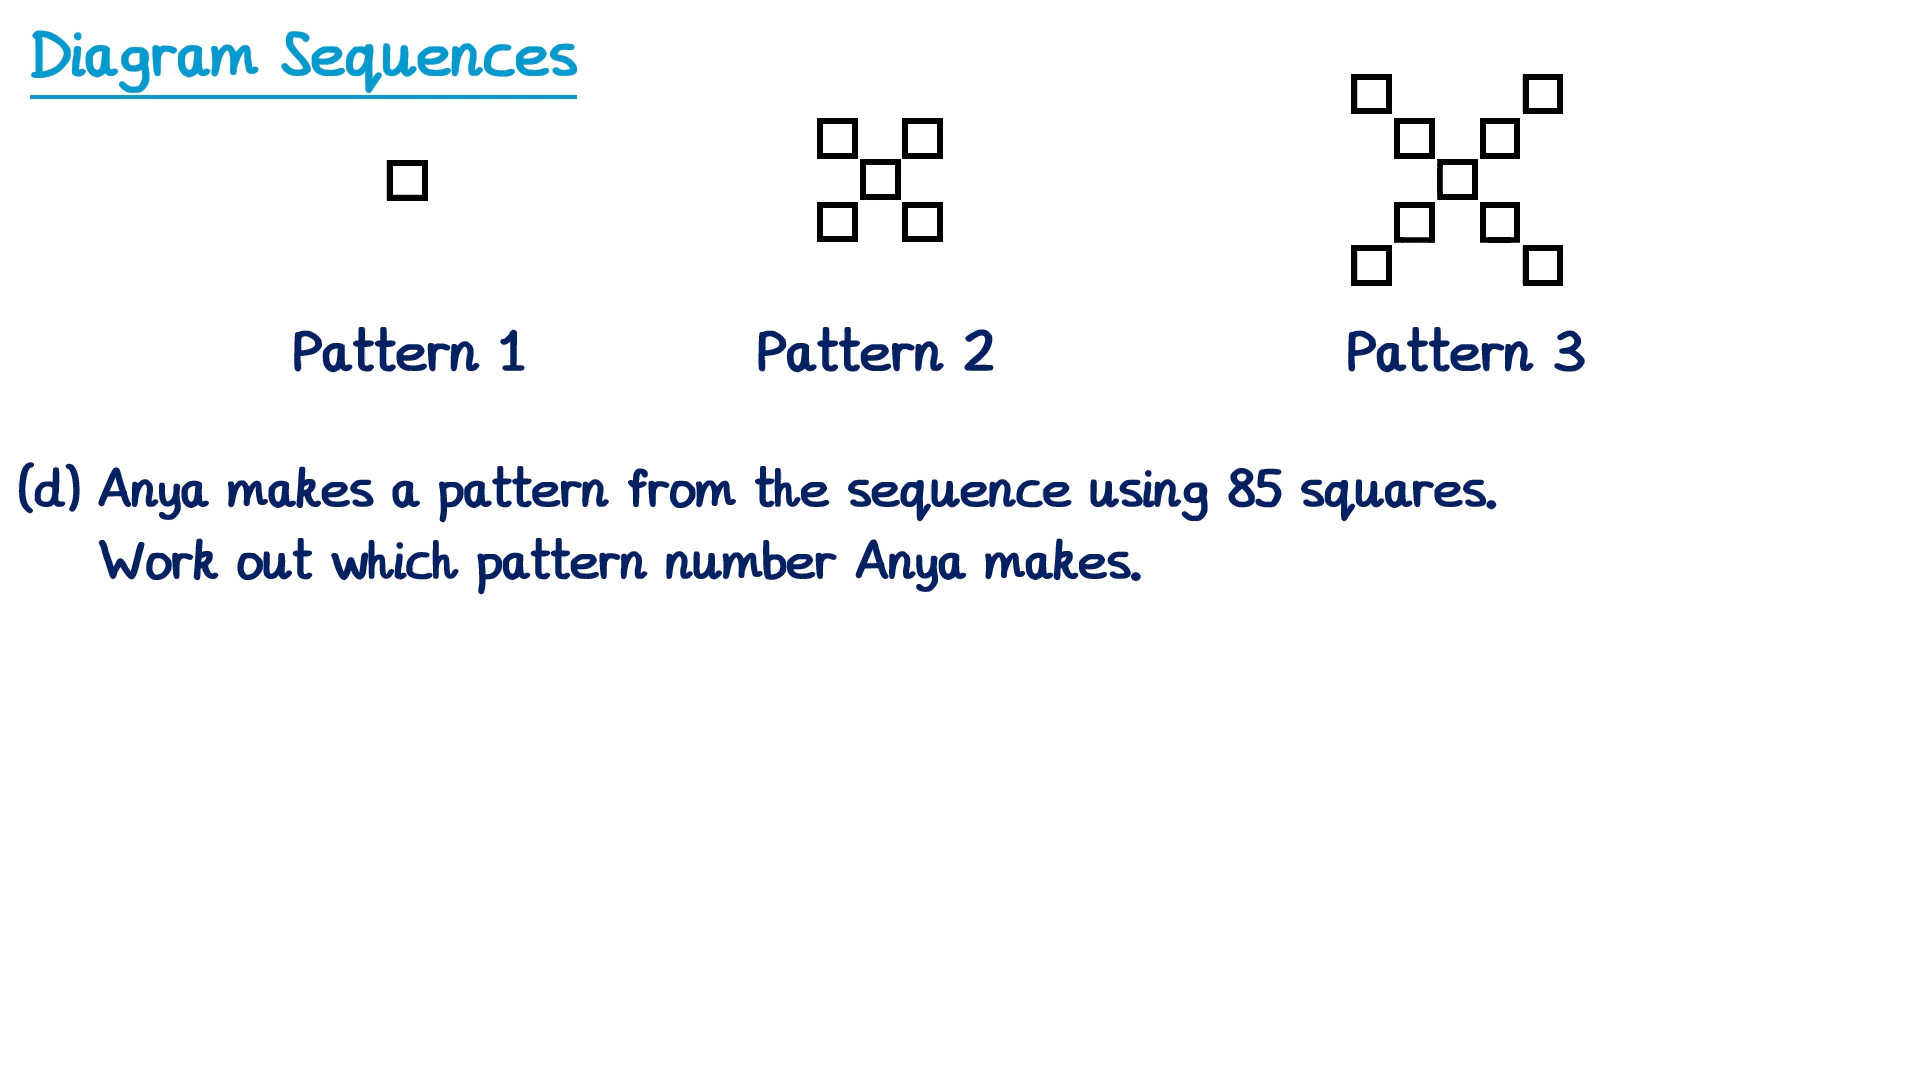 Diagram Sequences
Pattern 1
Pattern 2
Pattern 3
(d) Anya makes a pattern from the sequence using 85 squares.
Work out which pattern number Anya makes.